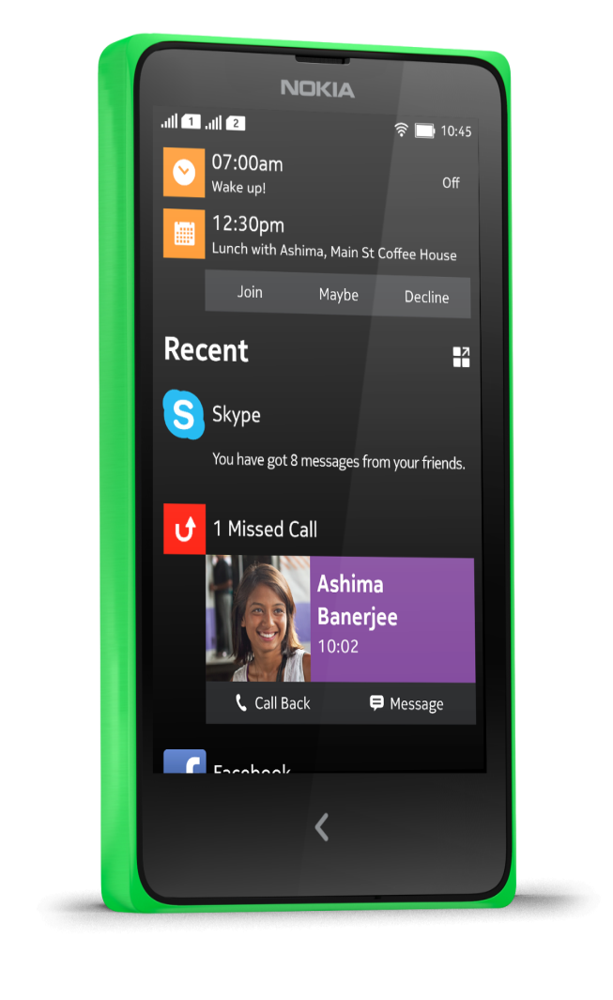 NOKIA
1 2 10:45
07:00am
Wake up!
Off
12:30pm
Lunch with Ashima, Main St Coffee House
Join Maybe Decline
Recent
S Skype
You have got 8 messages from your friends.
1 Missed Call
Ashima
Banerjee
10:02
Call Back Message
f Facebook